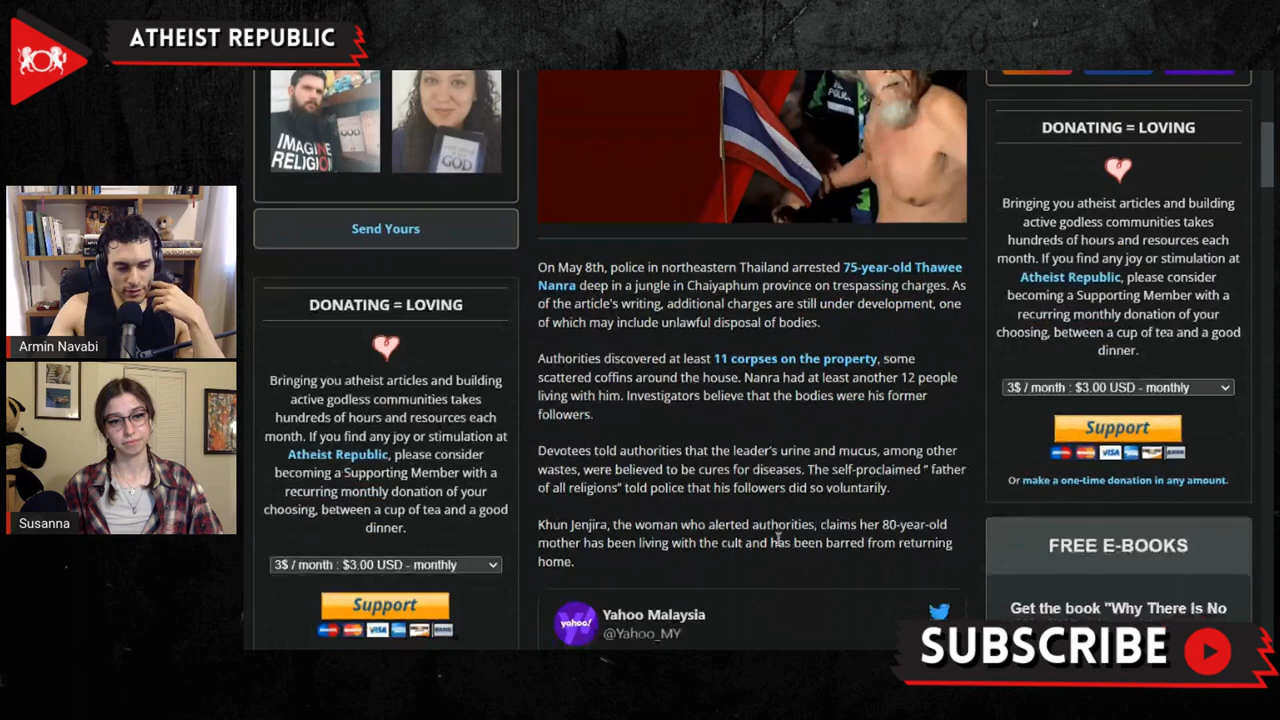 ATHEIST REPUBLIC
Armin Navabi
Susanna
IMAGINE
RELIGION
GOD
GOD
Send Yours
DONATING = LOVING
Bringing you atheist articles and building
active godless communities takes
hundreds of hours and resources each
month. If you find any joy or stimulation at
Atheist Republic, please consider
becoming a Supporting Member with a
recurring monthly donation of your
choosing, between a cup of tea and a good
dinner.
3$ / month : $3.00 USD - monthly
Support
VISA
On May 8th, police in northeastern Thailand arrested 75-year-old Thawee
Nanra deep in a jungle in Chaiyaphum province on trespassing charges. As
of the article's writing, additional charges are still under development, one
of which may include unlawful disposal of bodies.
Authorities discovered at least 11 corpses on the property, some
scattered coffins around the house. Nanra had at least another 12 people
living with him. Investigators believe that the bodies were his former
followers.
Devotees told authorities that the leader's urine and mucus, among other
wastes, were believed to be cures for diseases. The self-proclaimed " father
of all religions" told police that his followers did so voluntarily.
Khun Jenjira, the woman who alerted authorities, claims her 80-year-old
mother has been living with the cult and has been barred from returning
home.
yahoo!
Yahoo Malaysia
@Yahoo_MY
DONATING = LOVING
Bringing you atheist articles and building
active godless communities takes
hundreds of hours and resources each
month. If you find any joy or stimulation at
Atheist Republic, please consider
becoming a Supporting Member with a
recurring monthly donation of your
choosing, between a cup of tea and a good
dinner.
3$ / month : $3.00 USD - monthly
Support
VISA
Or make a one-time donation in any amount.
FREE E-BOOKS
Get the book "Why There is No
SUBSCRIBE